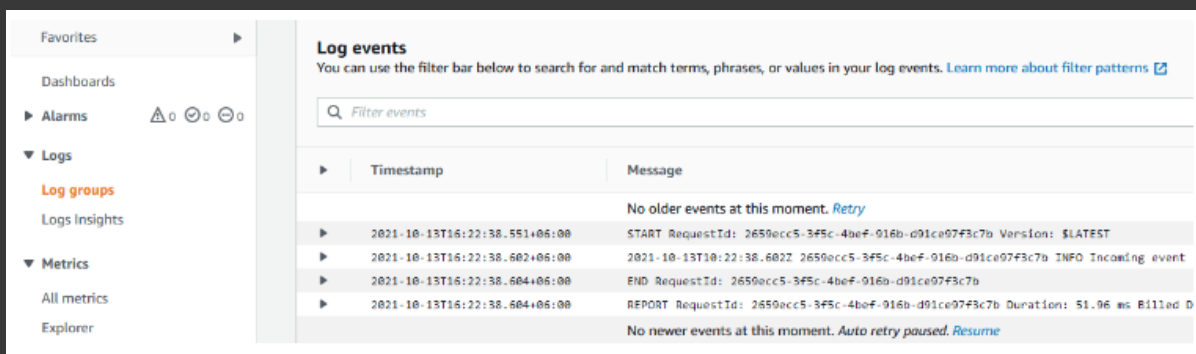 Favorites
Dashboards
Alarms 0 0 0
Logs
Log groups
Logs Insights
Metrics
All metrics
Explorer
Log events
You can use the filter bar below to search for and match terms, phrases, or values in your log events. Learn more about filter patterns
Filter events
Timestamp Message
No older events at this moment. Retry
2021-10-13T16:22:38.551+06:00 START RequestId: 2659ecc5-3f5c-4bef-916b-d91ce97f3c7b Version: $LATEST
2021-10-13T16:22:38.602+06:00 2021-10-13T10:22:38.602Z 2659ecc5-3f5c-4bef-916b-d91ce97f3c7b INFO Incoming event
2021-10-13T16:22:38.604+06:00 END RequestId: 2659ecc5-3f5c-4bef-916b-d91ce97f3c7b
2021-10-13T16:22:38.604+06:00 REPORT RequestId: 2659ecc5-3f5c-4bef-916b-d91ce97f3c7b Duration: 51.96 ms Billed D
No newer events at this moment. Auto retry paused. Resume